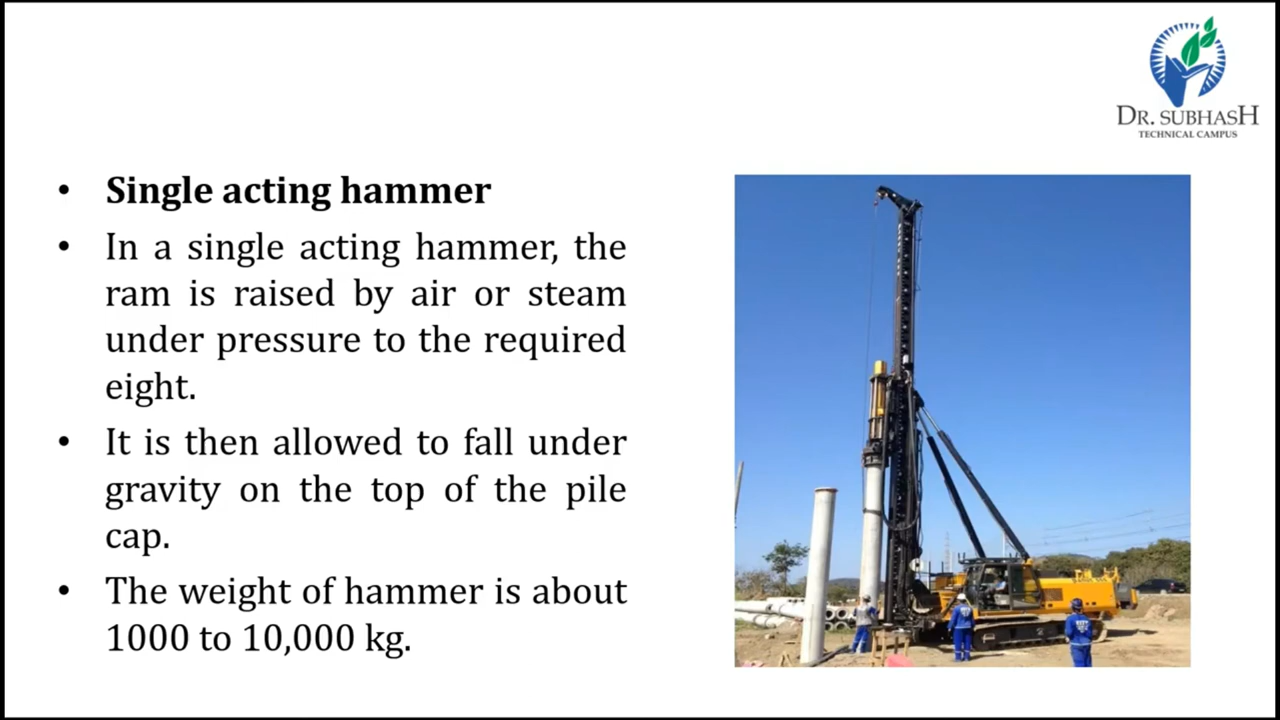 DR. SUBHASH
TECHNICAL CAMPUS
• Single acting hammer
• In a single acting hammer, the
ram is raised by air or steam
under pressure to the required
eight.
• It is then allowed to fall under
gravity on the top of the pile
cap.
• The weight of hammer is about
1000 to 10,000 kg.